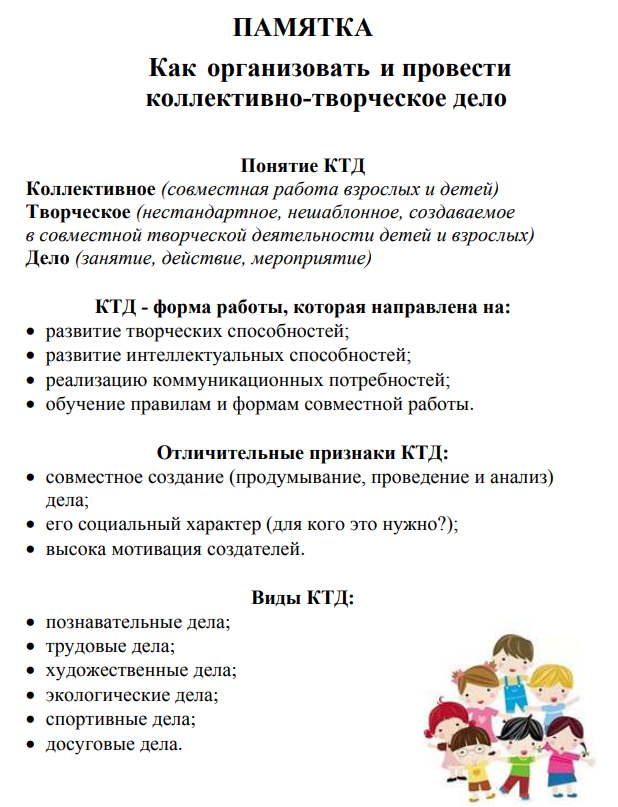 ПАМЯТКА
Как организовать и провести
коллективно-творческое дело
Понятие КТД
Коллективное (совместная работа взрослых и детей)
Творческое (нестандартное, нешаблонное, создаваемое
в совместной творческой деятельности детей и взрослых)
Дело (занятие, действие, мероприятие)
КТД - форма работы, которая направлена на:
• развитие творческих способностей;
• развитие интеллектуальных способностей;
• реализацию коммуникационных потребностей;
• обучение правилам и формам совместной работы.
Отличительные признаки КТД:
• совместное создание (продумывание, проведение и анализ)
дела;
• его социальный характер (для кого это нужно?);
• высока мотивация создателей.
Виды КТД:
• познавательные дела;
• трудовые дела;
• художественные дела;
• экологические дела;
• спортивные дела;
• досуговые дела.